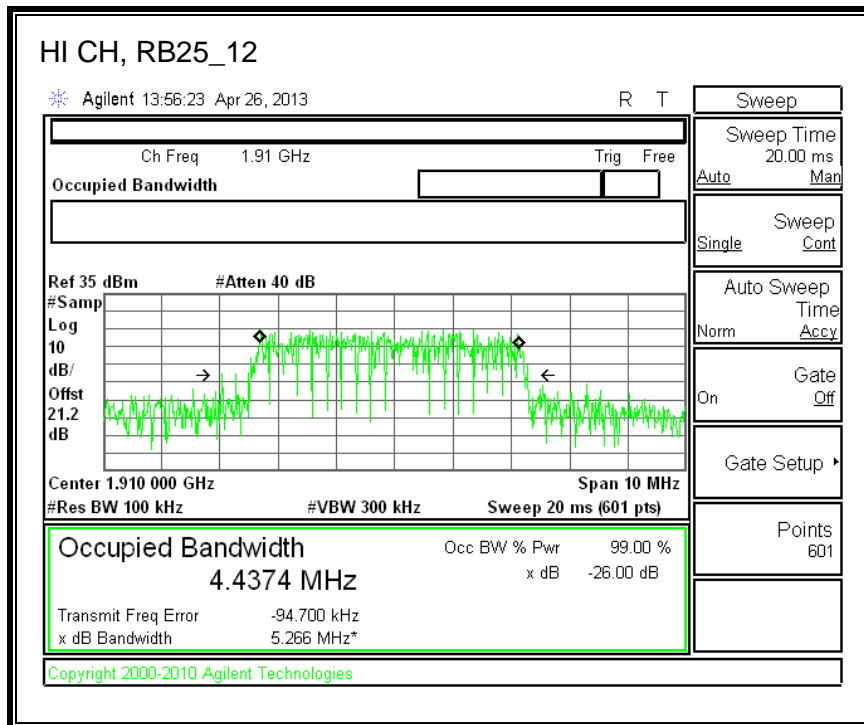 HI CH, RB25_12
Agilent 13:56:23 Apr 26, 2013 R T
Ch Freq 1.91 GHz Trig Free
Occupied Bandwidth
Ref 35 dBm #Atten 40 dB
#Samp
Log
10
dB/
Offst
21.2
dB
Center 1.910 000 GHz Span 10 MHz
#Res BW 100 kHz #VBW 300 kHz Sweep 20 ms (601 pts)
Occupied Bandwidth Occ BW % Pwr 99.00 %
4.4374 MHz x dB -26.00 dB
Transmit Freq Error -94.700 kHz
x dB Bandwidth 5.266 MHz*
Copyright 2000-2010 Agilent Technologies
Sweep
Sweep Time
20.00 ms
Auto Man
Sweep
Single Cont
Auto Sweep
Time
Norm Accy
Gate
On Off
Gate Setup
Points
601